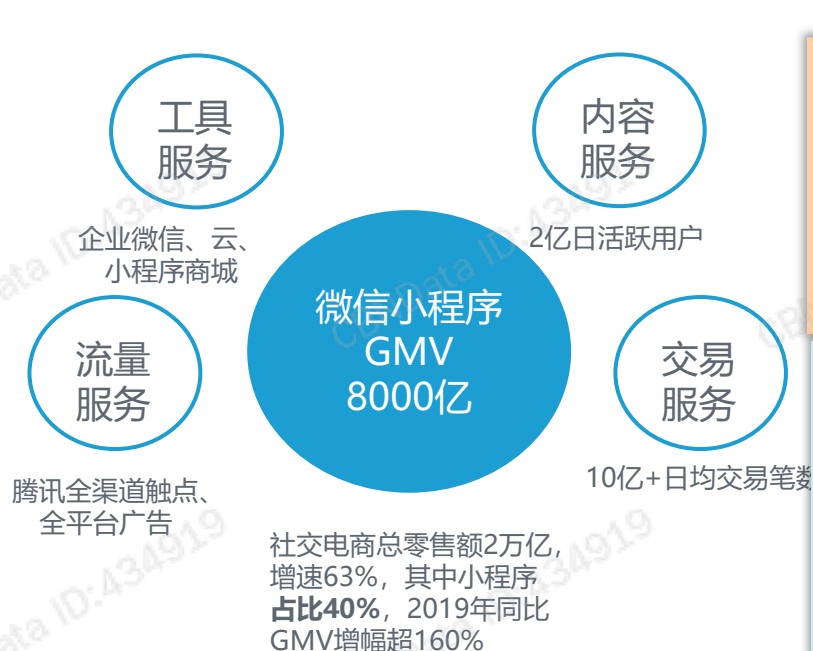 工具
服务
内容
服务
企业微信、云、
小程序商城
2亿日活跃用户
微信小程序
GMV
8000亿
流量
服务
交易
服务
腾讯全渠道触点、
全平台广告
10亿+日均交易笔数
社交电商总零售额2万亿，
增速63%，其中小程序
占比40%，2019年同比
GMV增幅超160%